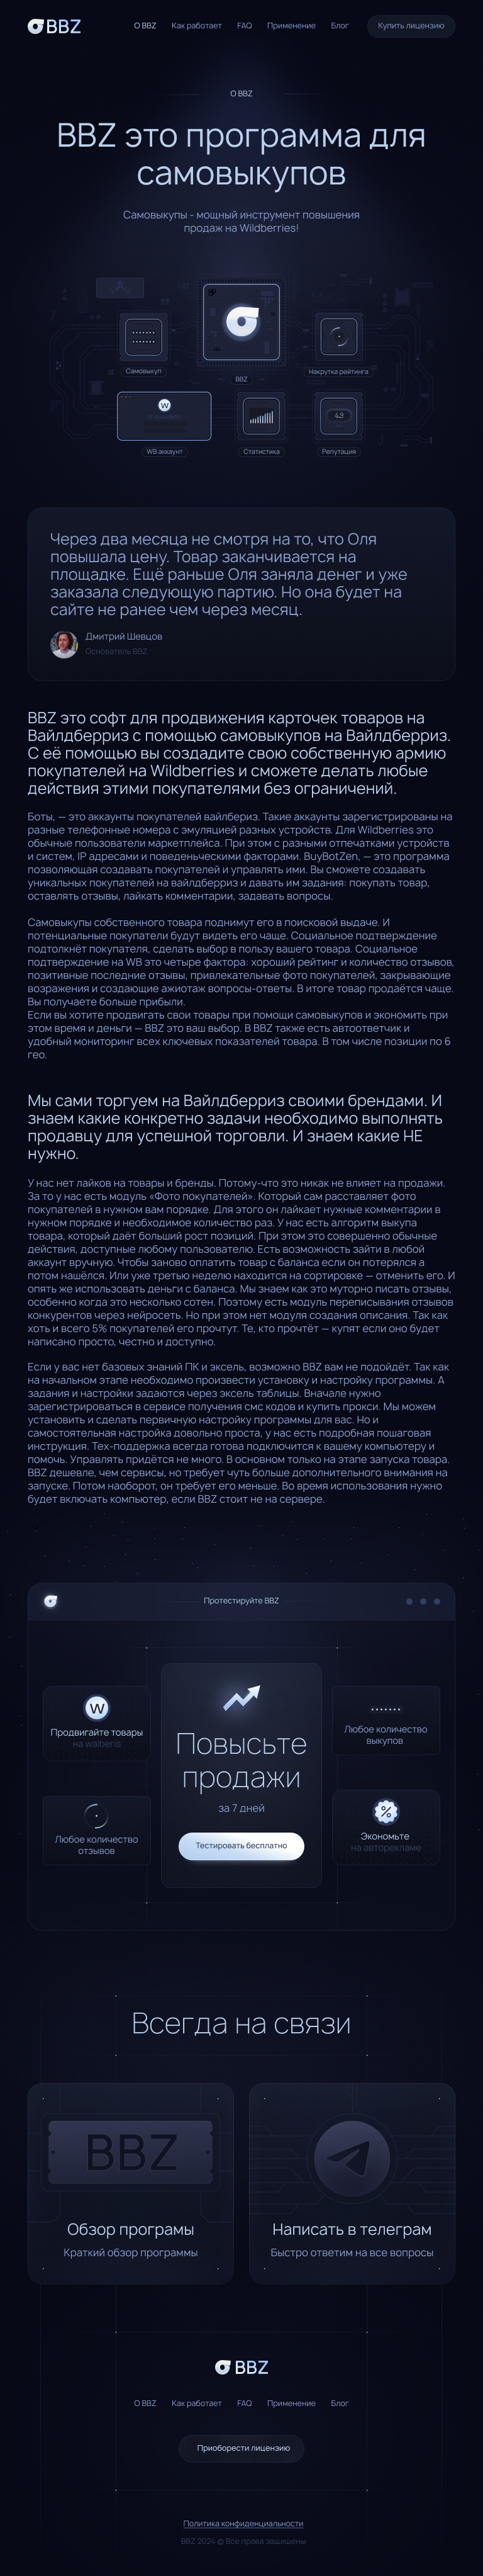 BBZ
О BBZ
Как работает
FAQ
Применение
Блог
Купить лицензию
О BBZ
BBZ это программа для
самовыкупов
Самовыкупы - мощный инструмент повышения
продаж на Wildberries!
Самовыкуп
BBZ
Накрутка рейтинга
W
4.9
WB аккаунт
Статистика
Репутация
Через два месяца не смотря на то, что Оля
повышала цену. Товар заканчивается на
площадке. Ещё раньше Оля заняла денег и уже
заказала следующую партию. Но она будет на
сайте не ранее чем через месяц.
Дмитрий Шевцов
Основатель BBZ
BBZ это софт для продвижения карточек товаров на
Вайлдберриз с помощью самовыкупов на Вайлдберриз.
С её помощью вы создадите свою собственную армию
покупателей на Wildberries и сможете делать любые
действия этими покупателями без ограничений.
Боты, — это аккаунты покупателей вайлбериз. Такие аккаунты зарегистрированы на
разные телефонные номера с эмуляцией разных устройств. Для Wildberries это
обычные пользователи маркетплейса. При этом с разными отпечатками устройств
и систем, IP адресами и поведеньческими факторами. BuyBotZen, — это программа
позволяющая создавать покупателей и управлять ими. Вы сможете создавать
уникальных покупателей на вайлдберриз и давать им задания: покупать товар,
оставлять отзывы, лайкать комментарии, задавать вопросы.
Самовыкупы собственного товара поднимут его в поисковой выдаче. И
потенциальные покупатели будут видеть его чаще. Социальное подтверждение
подтолкнёт покупателя, сделать выбор в пользу вашего товара. Социальное
подтверждение на WB это четыре фактора: хороший рейтинг и количество отзывов,
позитивные последние отзывы, привлекательные фото покупателей, закрывающие
возражения и создающие ажиотаж вопросы-ответы. В итоге товар продаётся чаще.
Вы получаете больше прибыли.
Если вы хотите продвигать свои товары при помощи самовыкупов и экономить при
этом время и деньги — BBZ это ваш выбор. В BBZ также есть автоответчик и
удобный мониторинг всех ключевых показателей товара. В том числе позиции по 6
гео.
Мы сами торгуем на Вайлдберриз своими брендами. И
знаем какие конкретно задачи необходимо выполнять
продавцу для успешной торговли. И знаем какие НЕ
нужно.
У нас нет лайков на товары и бренды. Потому-что это никак не влияет на продажи.
За то у нас есть модуль «Фото покупателей». Который сам расставляет фото
покупателей в нужном вам порядке. Для этого он лайкает нужные комментарии в
нужном порядке и необходимое количество раз. У нас есть алгоритм выкупа
товара, который даёт больший рост позиций. При этом это совершенно обычные
действия, доступные любому пользователю. Есть возможность зайти в любой
аккаунт вручную. Чтобы заново оплатить товар с баланса если он потерялся а
потом нашёлся. Или уже третью неделю находится на сортировке — отменить его. И
опять же использовать деньги с баланса. Мы знаем как это муторно писать отзывы,
особенно когда это несколько сотен. Поэтому есть модуль переписывания отзывов
конкурентов через нейросеть. Но при этом нет модуля создания описания. Так как
хоть и всего 5% покупателей его прочтут. Те, кто прочтёт — купят если оно будет
написано просто, честно и доступно.
Если у вас нет базовых знаний ПК и эксель, возможно BBZ вам не подойдёт. Так как
на начальном этапе необходимо произвести установку и настройку программы. А
задания и настройки задаются через эксель таблицы. Вначале нужно
зарегистрироваться в сервисе получения смс кодов и купить прокси. Мы можем
установить и сделать первичную настройку программы для вас. Но и
самостоятельная настройка довольно проста, у нас есть подробная пошаговая
инструкция. Тех-поддержка всегда готова подключится к вашему компьютеру и
помочь. Управлять придётся не много. В основном только на этапе запуска товара.
BBZ дешевле, чем сервисы, но требует чуть больше дополнительного внимания на
запуске. Потом наоборот, он требует его меньше. Во время использования нужно
будет включать компьютер, если BBZ стоит не на сервере.
Протестируйте BBZ
W
Продвигайте товары
на walberis
Любое количество
отзывов
Повысьте
продажи
за 7 дней
Тестировать бесплатно
Любое количество
выкупов
Экономьте
на авторекламе
Всегда на связи
BBZ
Обзор програмы
Краткий обзор программы
Написать в телеграм
Быстро ответим на все вопросы
BBZ
О BBZ
Как работает
FAQ
Применение
Блог
Приоборести лицензию
Политика конфиденциальности
BBZ 2024 @ Все права защищены